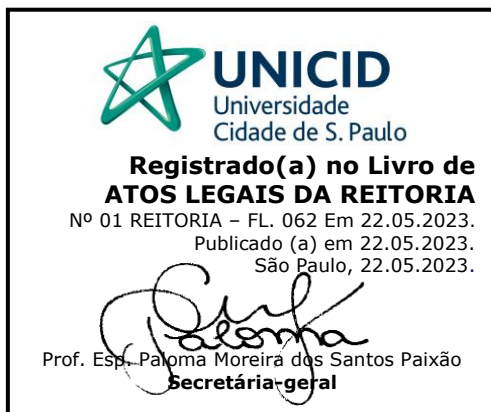 UNICID
Universidade
Cidade de S. Paulo
Registrado(a) no Livro de
ATOS LEGAIS DA REITORIA
Nº 01 REITORIA – FL. 062 Em 22.05.2023.
Publicado (a) em 22.05.2023.
São Paulo, 22.05.2023.
Paloma
Prof. Esp. Paloma Moreira dos Santos Paixão
Secretária-geral